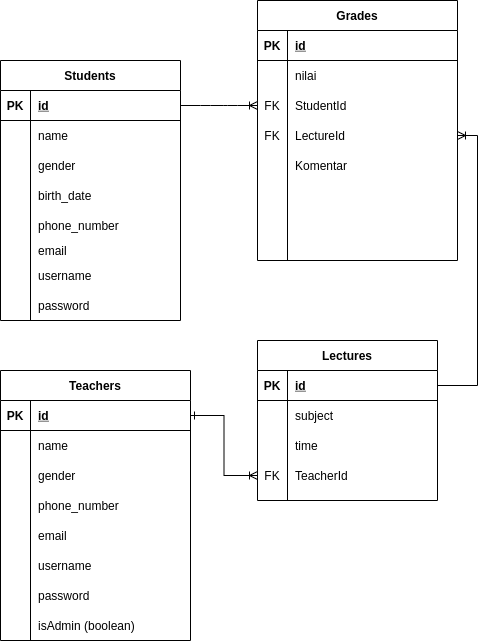 Grades
PK id
nilai
FK StudentId
FK LectureId
Komentar
Students
PK id
name
gender
birth_date
phone_number
email
username
password
Lectures
PK id
subject
time
FK TeacherId
Teachers
PK id
name
gender
phone_number
email
username
password
isAdmin (boolean)